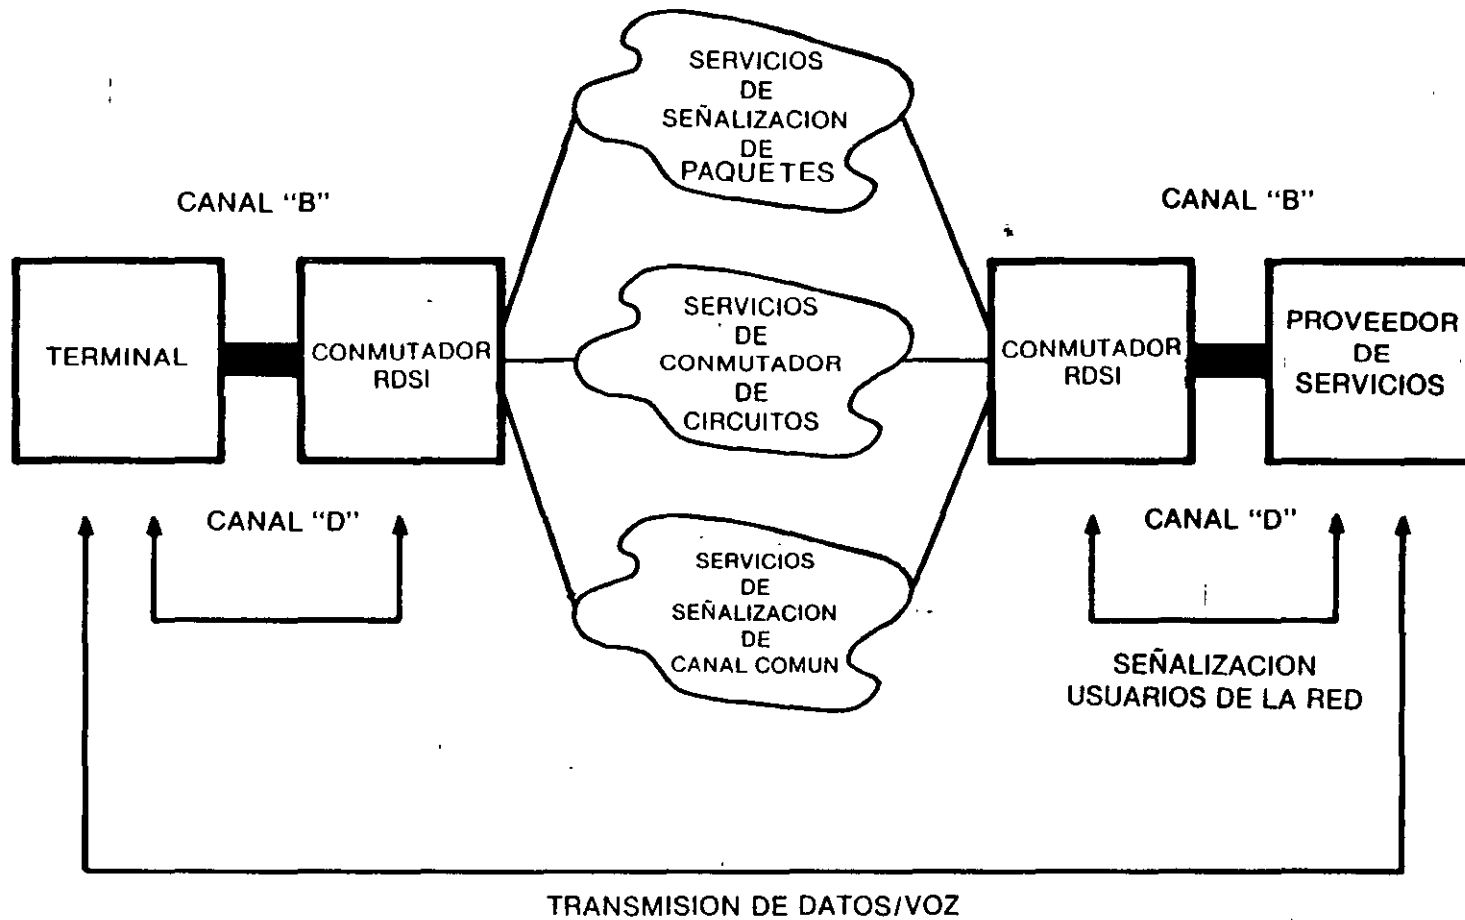 SERVICIOS
DE
SEÑALIZACION
DE
PAQUETES
CANAL "B"
CANAL "B"
TERMINAL
CONMUTADOR
RDSI
SERVICIOS
DE
CONMUTADOR
DE
CIRCUITOS
CONMUTADOR
RDSI
PROVEEDOR
DE
SERVICIOS
CANAL "D"
CANAL "D"
SERVICIOS
DE
SEÑALIZACION
DE
CANAL COMUN
SEÑALIZACION
USUARIOS DE LA RED
TRANSMISION DE DATOS/VOZ